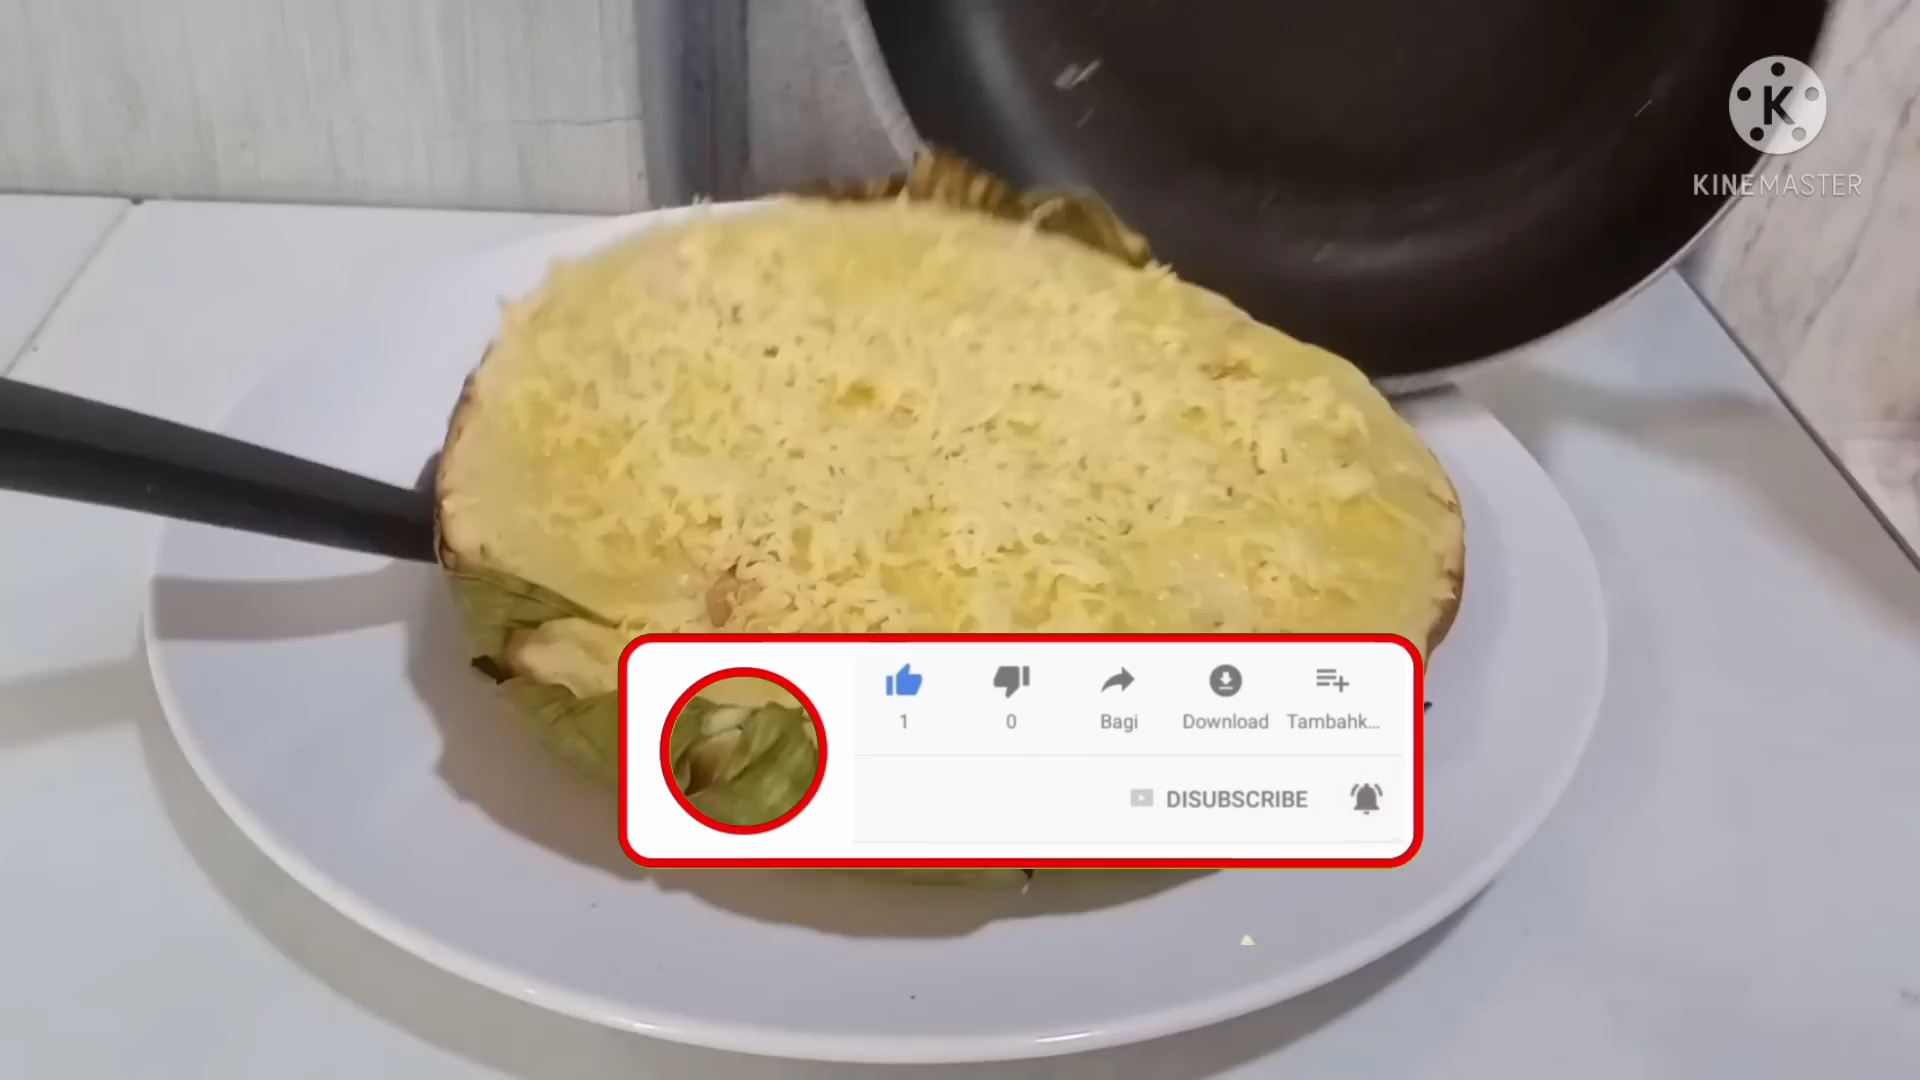 K
KINEMASTER
1
0
Bagi
Download
Tambahk...
DISUBSCRIBE